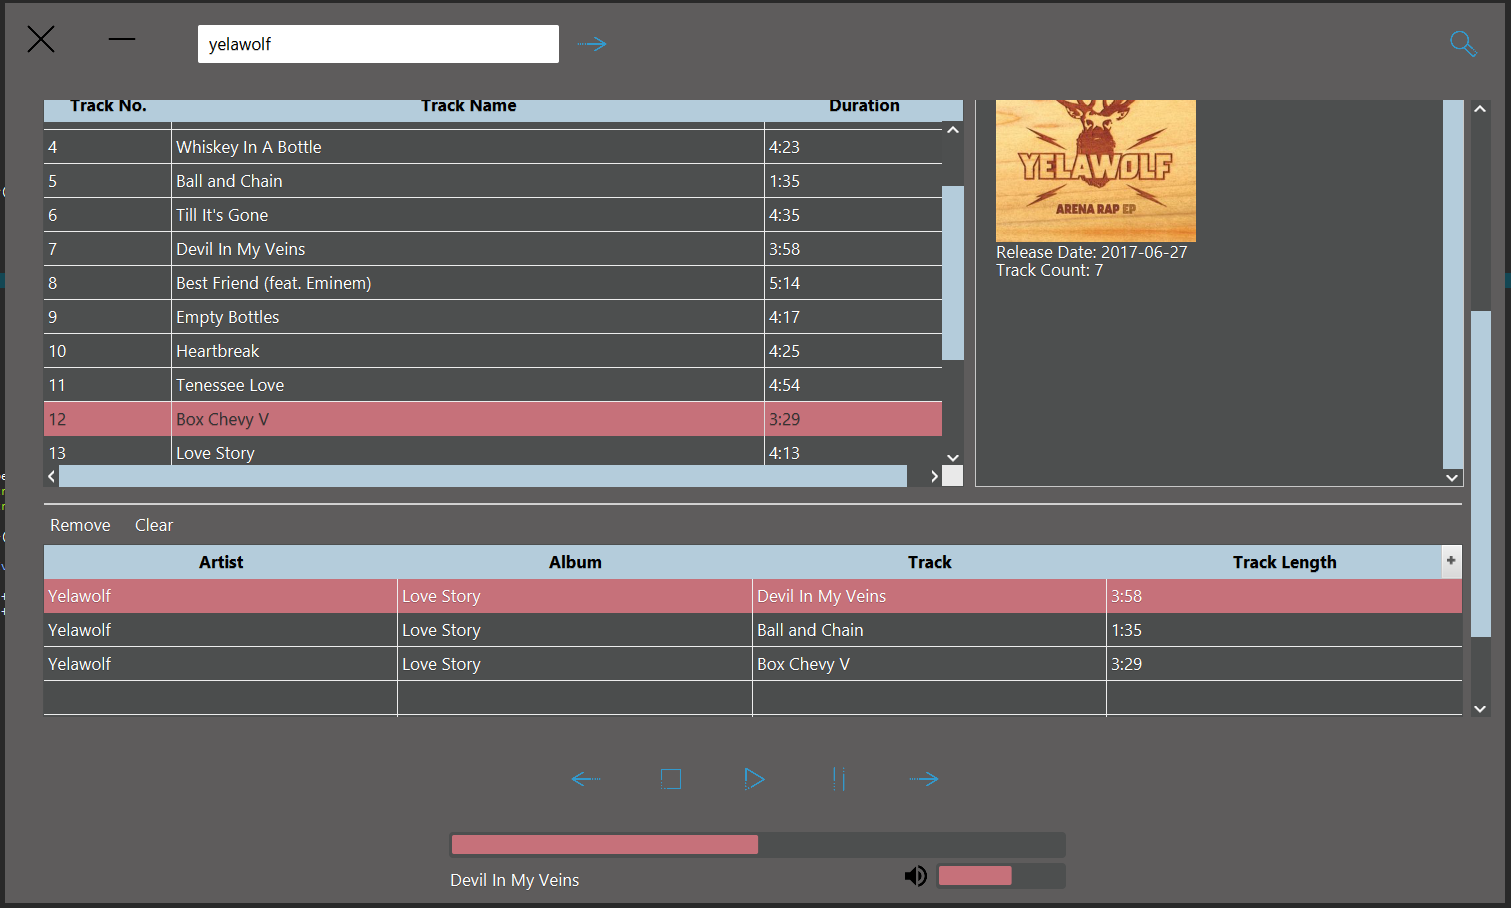 yelawolf
Track No. Track Name Duration
4 Whiskey In A Bottle 4:23
5 Ball and Chain 1:35
6 Till It's Gone 4:35
7 Devil In My Veins 3:58
8 Best Friend (feat. Eminem) 5:14
9 Empty Bottles 4:17
10 Heartbreak 4:25
11 Tenessee Love 4:54
12 Box Chevy V 3:29
13 Love Story 4:13
YELAWOLF
ARENA RAP EP
Release Date: 2017-06-27
Track Count: 7
Remove Clear
Artist Album Track Track Length +
Yelawolf Love Story Devil In My Veins 3:58
Yelawolf Love Story Ball and Chain 1:35
Yelawolf Love Story Box Chevy V 3:29
Devil In My Veins